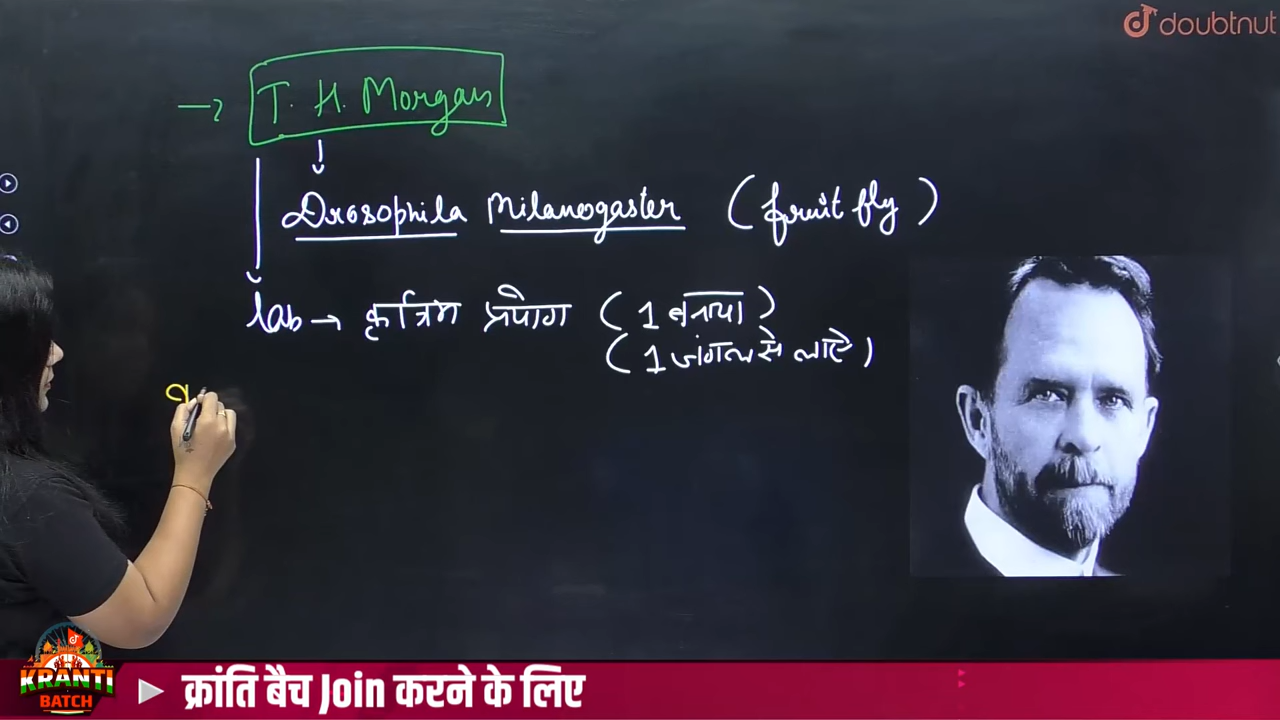 doubtnut
→ T. H. Morgan
Drosophila Milanogaster (fruit fly)
lab → कृत्रिम प्रयोग (1 बनाया)
(1 जंगल से लाऐ)
KRANTI
BATCH
क्रांति बैच Join करने के लिए